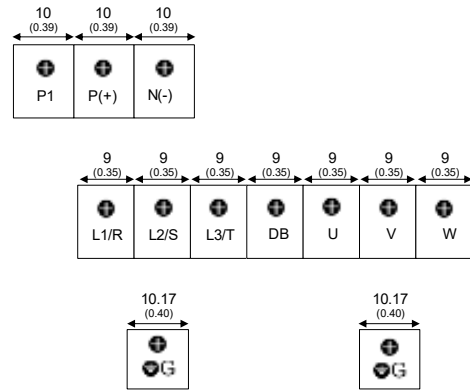 10 10 10
(0.39) (0.39) (0.39)
P1 P(+) N(-)
9 9 9 9 9 9 9
(0.35) (0.35) (0.35) (0.35) (0.35) (0.35) (0.35)
L1/R L2/S L3/T DB U V W
10.17 10.17
(0.40) (0.40)
G G